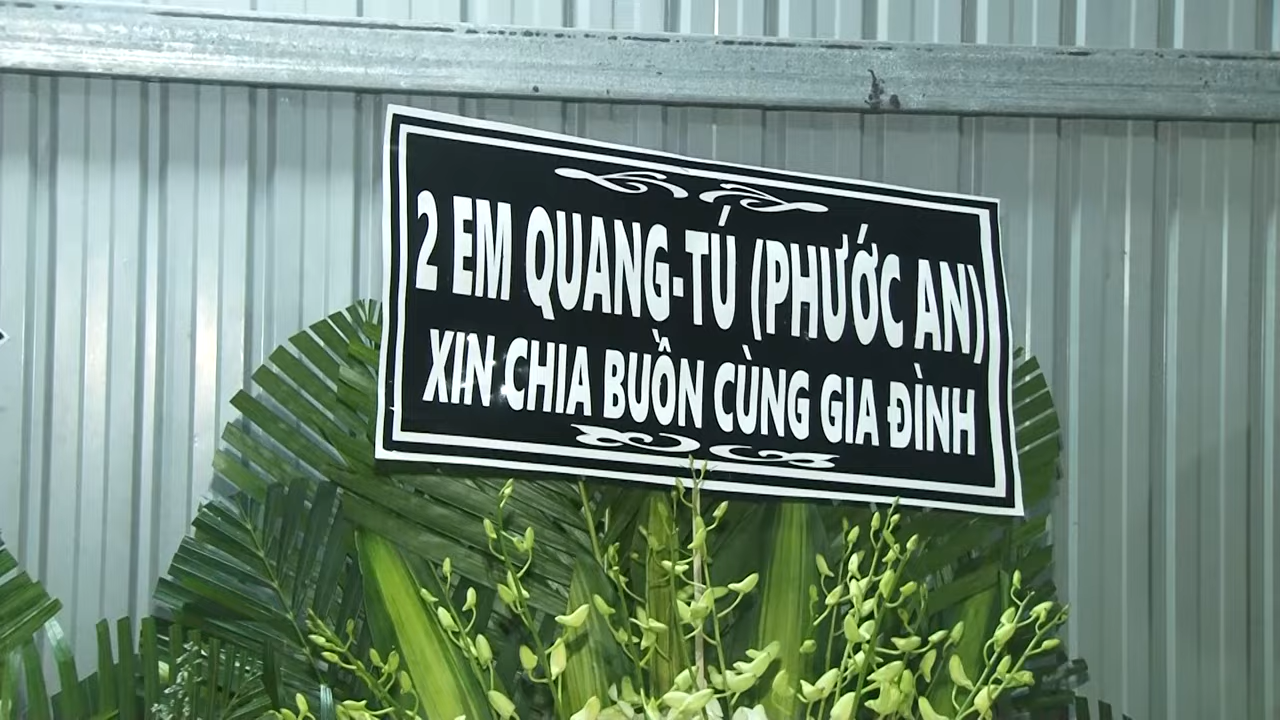 2 EM QUANG-TÚ (PHƯỚC AN)
XIN CHIA BUỒN CÙNG GIA ĐÌNH